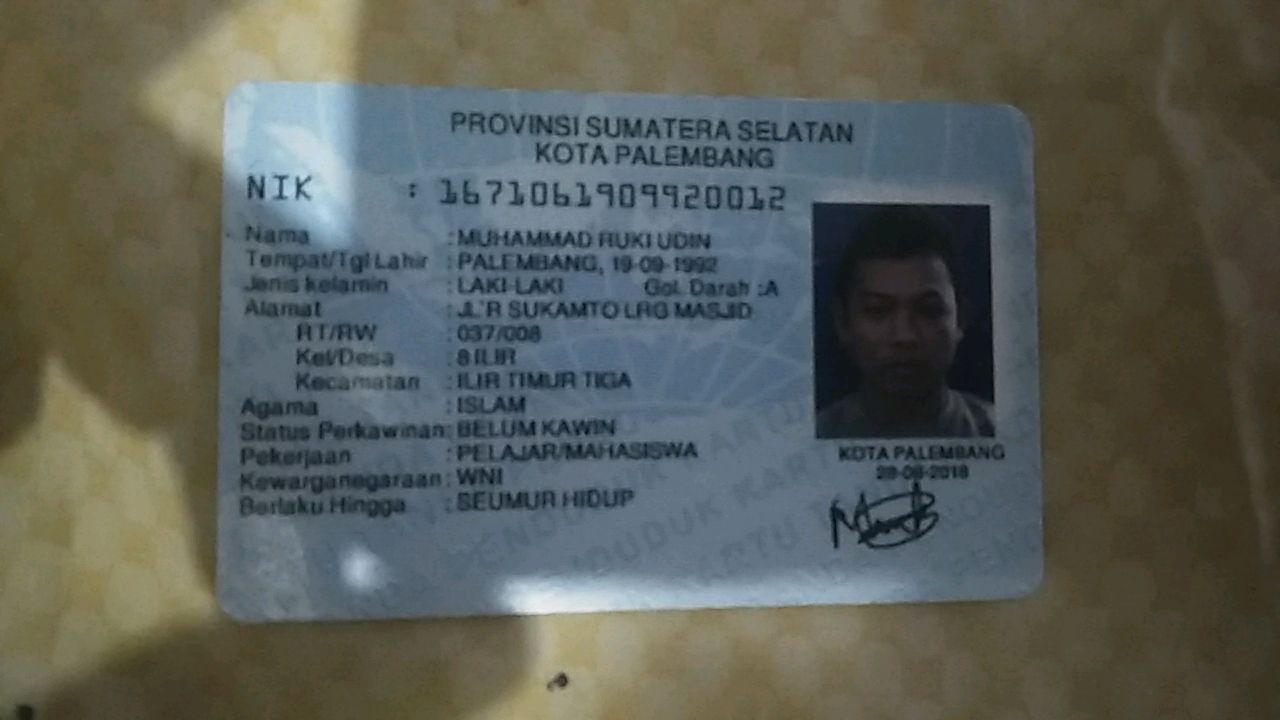 PROVINSI SUMATERA SELATAN
KOTA PALEMBANG
NIK : 1671061909920012
Nama : MUHAMMAD RUKI UDIN
Tempat/Tgl Lahir : PALEMBANG, 19-09-1992
Jenis kelamin : LAKI-LAKI Gol. Darah :A
Alamat : JL˙R SUKAMTO LRG MASJID
RT/RW : 037/008
Kel/Desa : 8 ILIR
Kecamatan : ILIR TIMUR TIGA
Agama : ISLAM
Status Perkawinan: BELUM KAWIN
Pekerjaan : PELAJAR/MAHASISWA
Kewarganegaraan: WNI
Berlaku Hingga : SEUMUR HIDUP
KOTA PALEMBANG